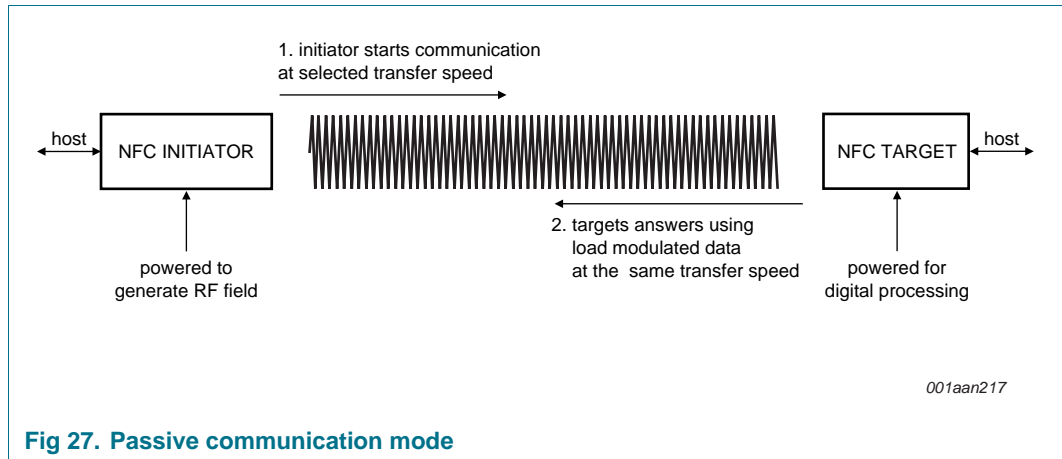 1. initiator starts communication
at selected transfer speed
host
NFC INITIATOR
NFC TARGET
host
2. targets answers using
load modulated data
at the same transfer speed
powered to
generate RF field
powered for
digital processing
001aan217
Fig 27. Passive communication mode